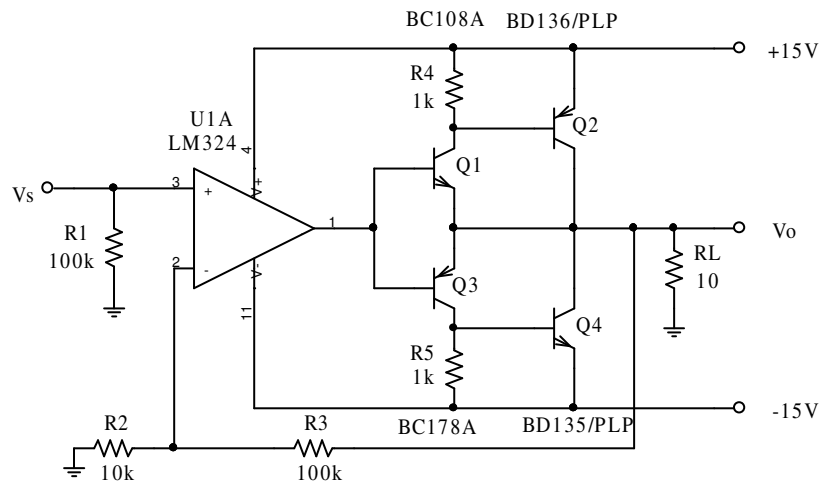 BC108A
BD136/PLP
+15V
R4
1k
Q2
U1A
LM324
4
V+
Q1
Vs
3
+
1
Vo
R1
100k
2
-
V-
11
Q3
RL
10
Q4
R5
1k
BC178A
BD135/PLP
-15V
R2
10k
R3
100k